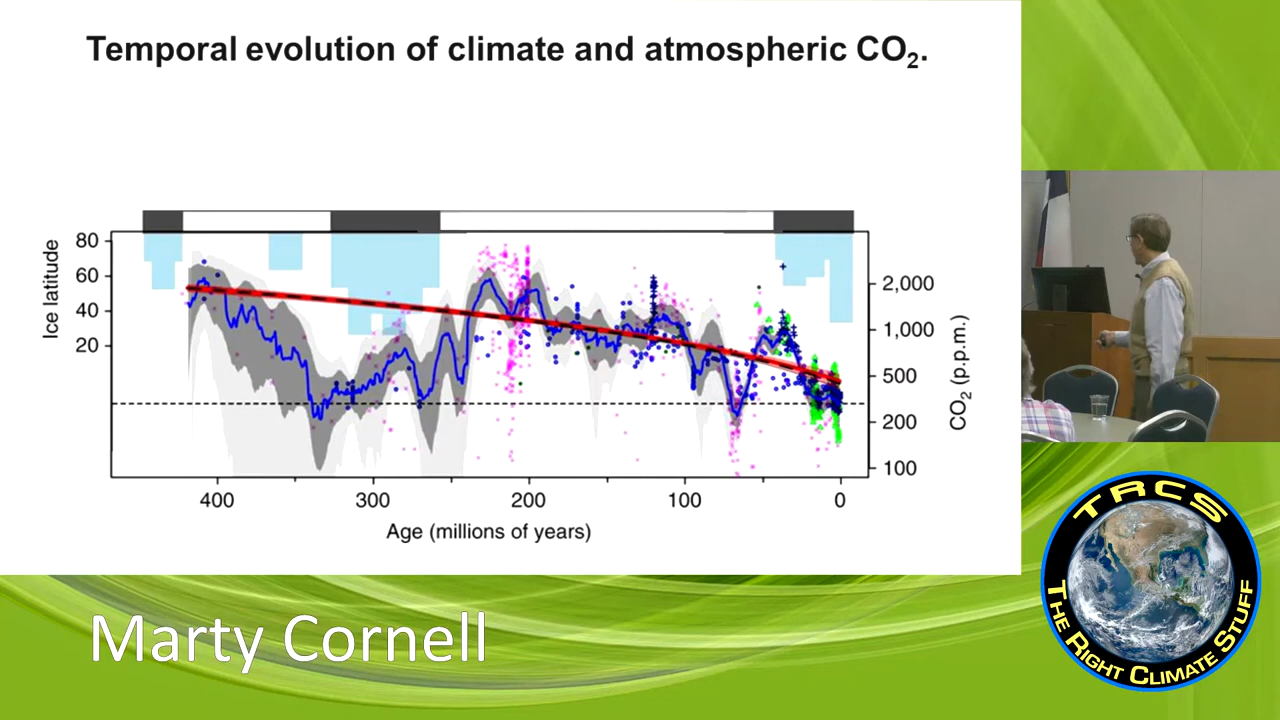 Temporal evolution of climate and atmospheric CO₂.
Ice latitude
80
60
40
20
2,000
1,000
500
200
100
CO₂ (p.p.m.)
400
300
200
100
0
Age (millions of years)
Marty Cornell
TRCS
THE RIGHT CLIMATE STUFF